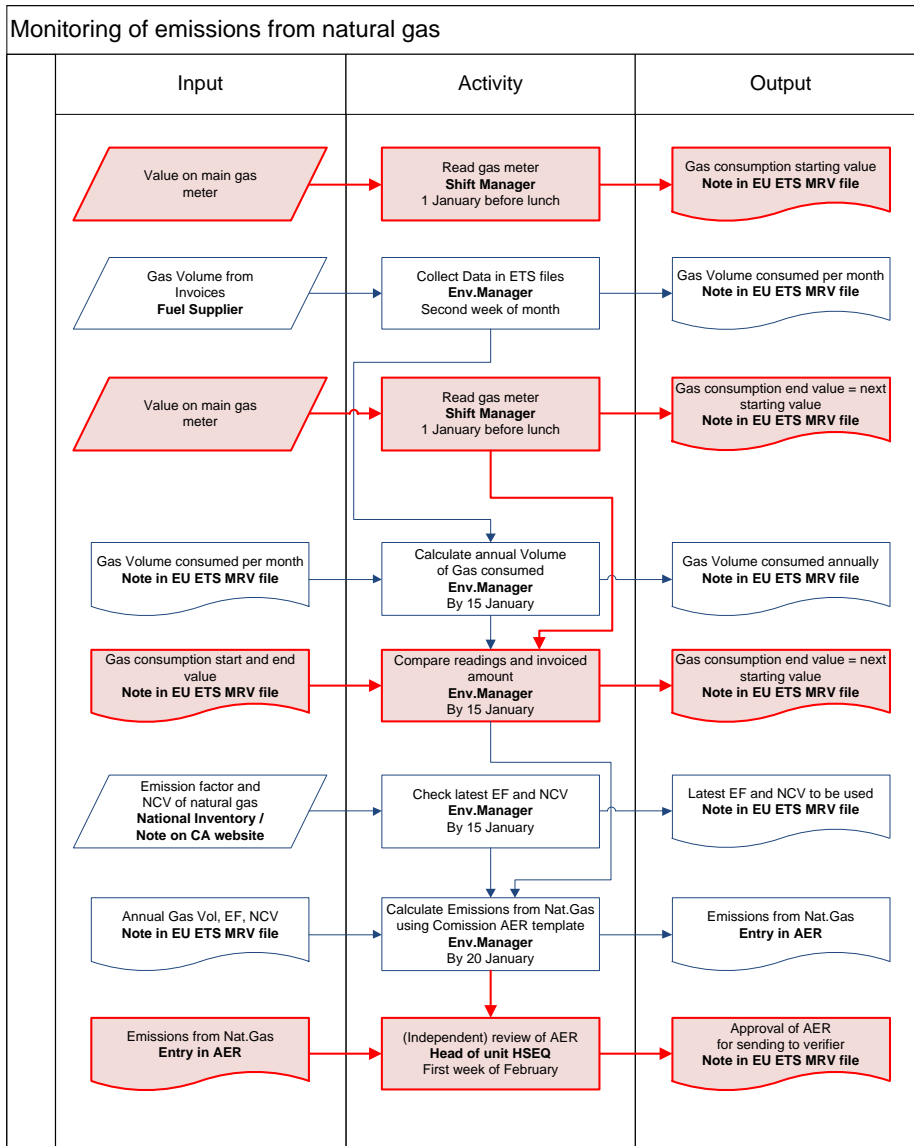 Monitoring of emissions from natural gas
Input
Activity
Output
Value on main gas
meter
Read gas meter
Shift Manager
1 January before lunch
Gas consumption starting value
Note in EU ETS MRV file
Gas Volume from
Invoices
Fuel Supplier
Collect Data in ETS files
Env.Manager
Second week of month
Gas Volume consumed per month
Note in EU ETS MRV file
Value on main gas
meter
Read gas meter
Shift Manager
1 January before lunch
Gas consumption end value = next
starting value
Note in EU ETS MRV file
Gas Volume consumed per month
Note in EU ETS MRV file
Calculate annual Volume
of Gas consumed
Env.Manager
By 15 January
Gas Volume consumed annually
Note in EU ETS MRV file
Gas consumption start and end
value
Note in EU ETS MRV file
Compare readings and invoiced
amount
Env.Manager
By 15 January
Gas consumption end value = next
starting value
Note in EU ETS MRV file
Emission factor and
NCV of natural gas
National Inventory /
Note on CA website
Check latest EF and NCV
Env.Manager
By 15 January
Latest EF and NCV to be used
Note in EU ETS MRV file
Annual Gas Vol, EF, NCV
Note in EU ETS MRV file
Calculate Emissions from Nat.Gas
using Comission AER template
Env.Manager
By 20 January
Emissions from Nat.Gas
Entry in AER
Emissions from Nat.Gas
Entry in AER
(Independent) review of AER
Head of unit HSEQ
First week of February
Approval of AER
for sending to verifier
Note in EU ETS MRV file